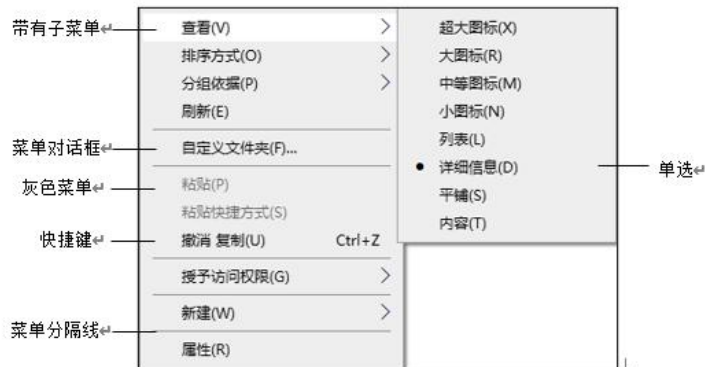 带有子菜单↵
菜单对话框↵
灰色菜单↵
快捷键↵
菜单分隔线↵
查看(V) >
排序方式(O) >
分组依据(P) >
刷新(E)
自定义文件夹(F)...
粘贴(P)
粘贴快捷方式(S)
撤消 复制(U) Ctrl+Z
授予访问权限(G) >
新建(W) >
属性(R)
超大图标(X)
大图标(R)
中等图标(M)
小图标(N)
列表(L)
● 详细信息(D)
平铺(S)
内容(T)
单选↵